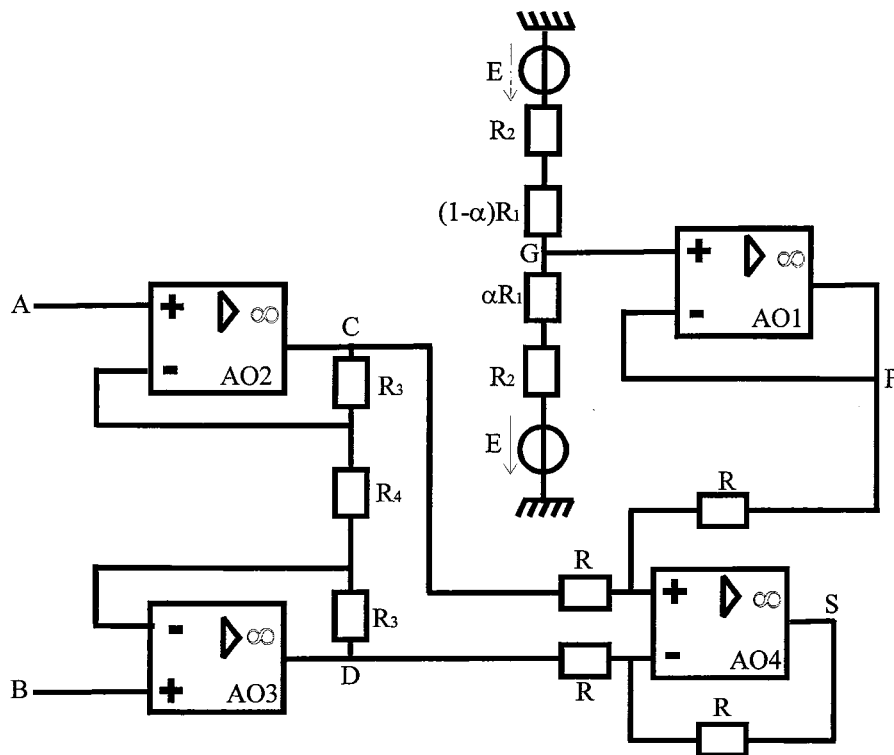 E
R₂
(1-α)R₁
G
+
∞
αR₁
-
AO1
A
+
∞
C
-
AO2
R₃
R₂
E
R₄
R
R
-
∞
R₃
+
∞
S
D
-
AO4
B
+
AO3
R
R